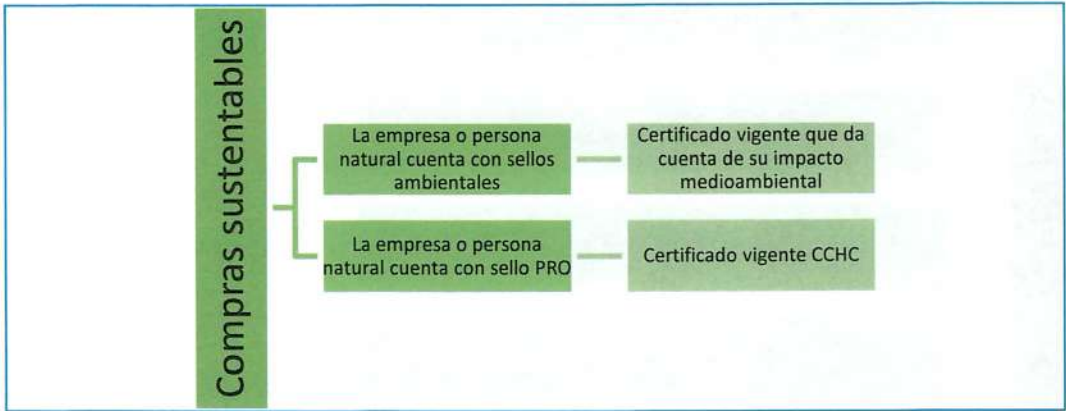 Compras sustentables
La empresa o persona
natural cuenta con sellos
ambientales
Certificado vigente que da
cuenta de su impacto
medioambiental
La empresa o persona
natural cuenta con sello PRO
Certificado vigente CCHC